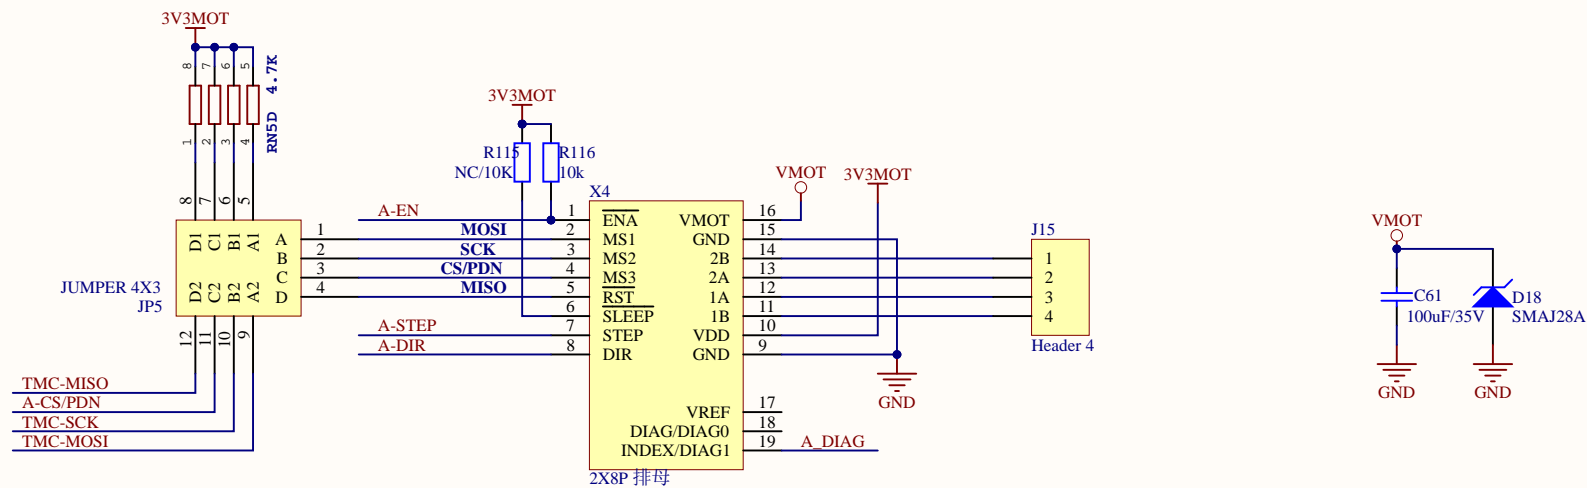 3V3MOT
8 7 6 5
RN5D 4.7K
1 2 3 4
8 7 6 5
D1 C1 B1 A1
D2 C2 B2 A2
A 1
B 2
C 3
D 4
JUMPER 4X3
JP5
12 11 10 9
TMC-MISO
A-CS/PDN
TMC-SCK
TMC-MOSI
3V3MOT
R115
NC/10K
R116
10k
X4
A-EN 1 ENA
MOSI 2 MS1
SCK 3 MS2
CS/PDN 4 MS3
MISO 5 RST
6 SLEEP
A-STEP 7 STEP
A-DIR 8 DIR
VMOT 16
GND 15
2B 14
2A 13
1A 12
1B 11
VDD 10
GND 9
VREF 17
DIAG/DIAG0 18
INDEX/DIAG1 19 A_DIAG
2X8P 排母
VMOT
3V3MOT
GND
J15
1
2
3
4
Header 4
VMOT
C61
100uF/35V
D18
SMAJ28A
GND
GND